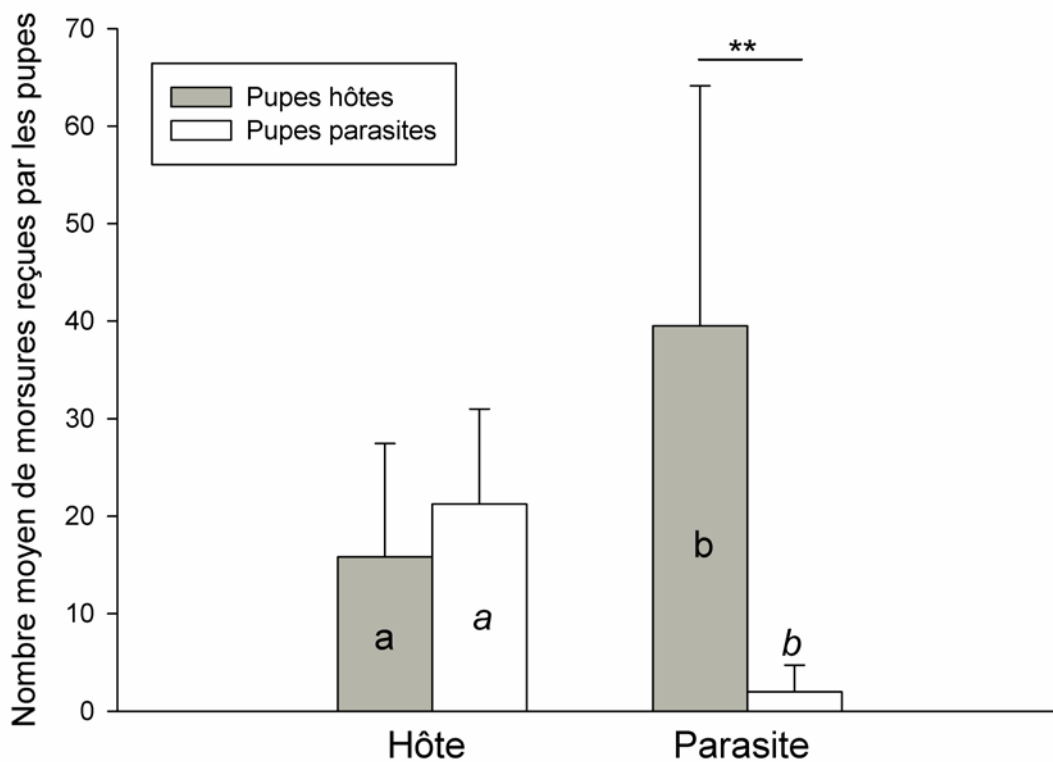 Nombre moyen de morsures reçues par les pupes
70
60
50
40
30
20
10
0
Pupes hôtes
Pupes parasites
**
a
a
b
b
Hôte
Parasite